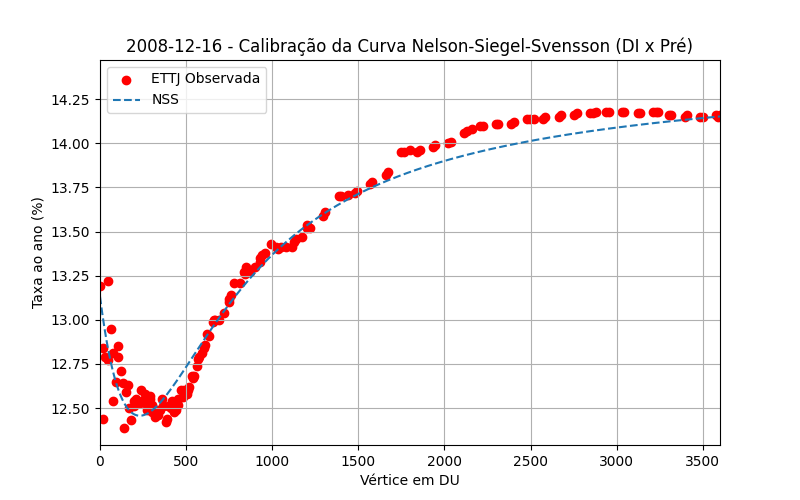 2008-12-16 - Calibração da Curva Nelson-Siegel-Svensson (DI x Pré)
ETTJ Observada
NSS
Taxa ao ano (%)
14.25
14.00
13.75
13.50
13.25
13.00
12.75
12.50
0 500 1000 1500 2000 2500 3000 3500
Vértice em DU